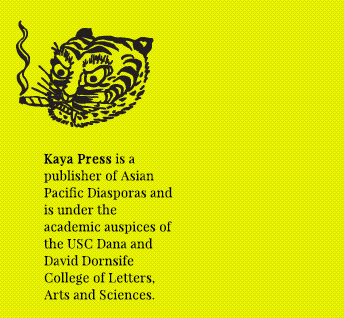 Kaya Press is a
publisher of Asian
Pacific Diasporas and
is under the
academic auspices of
the USC Dana and
David Dornsife
College of Letters,
Arts and Sciences.